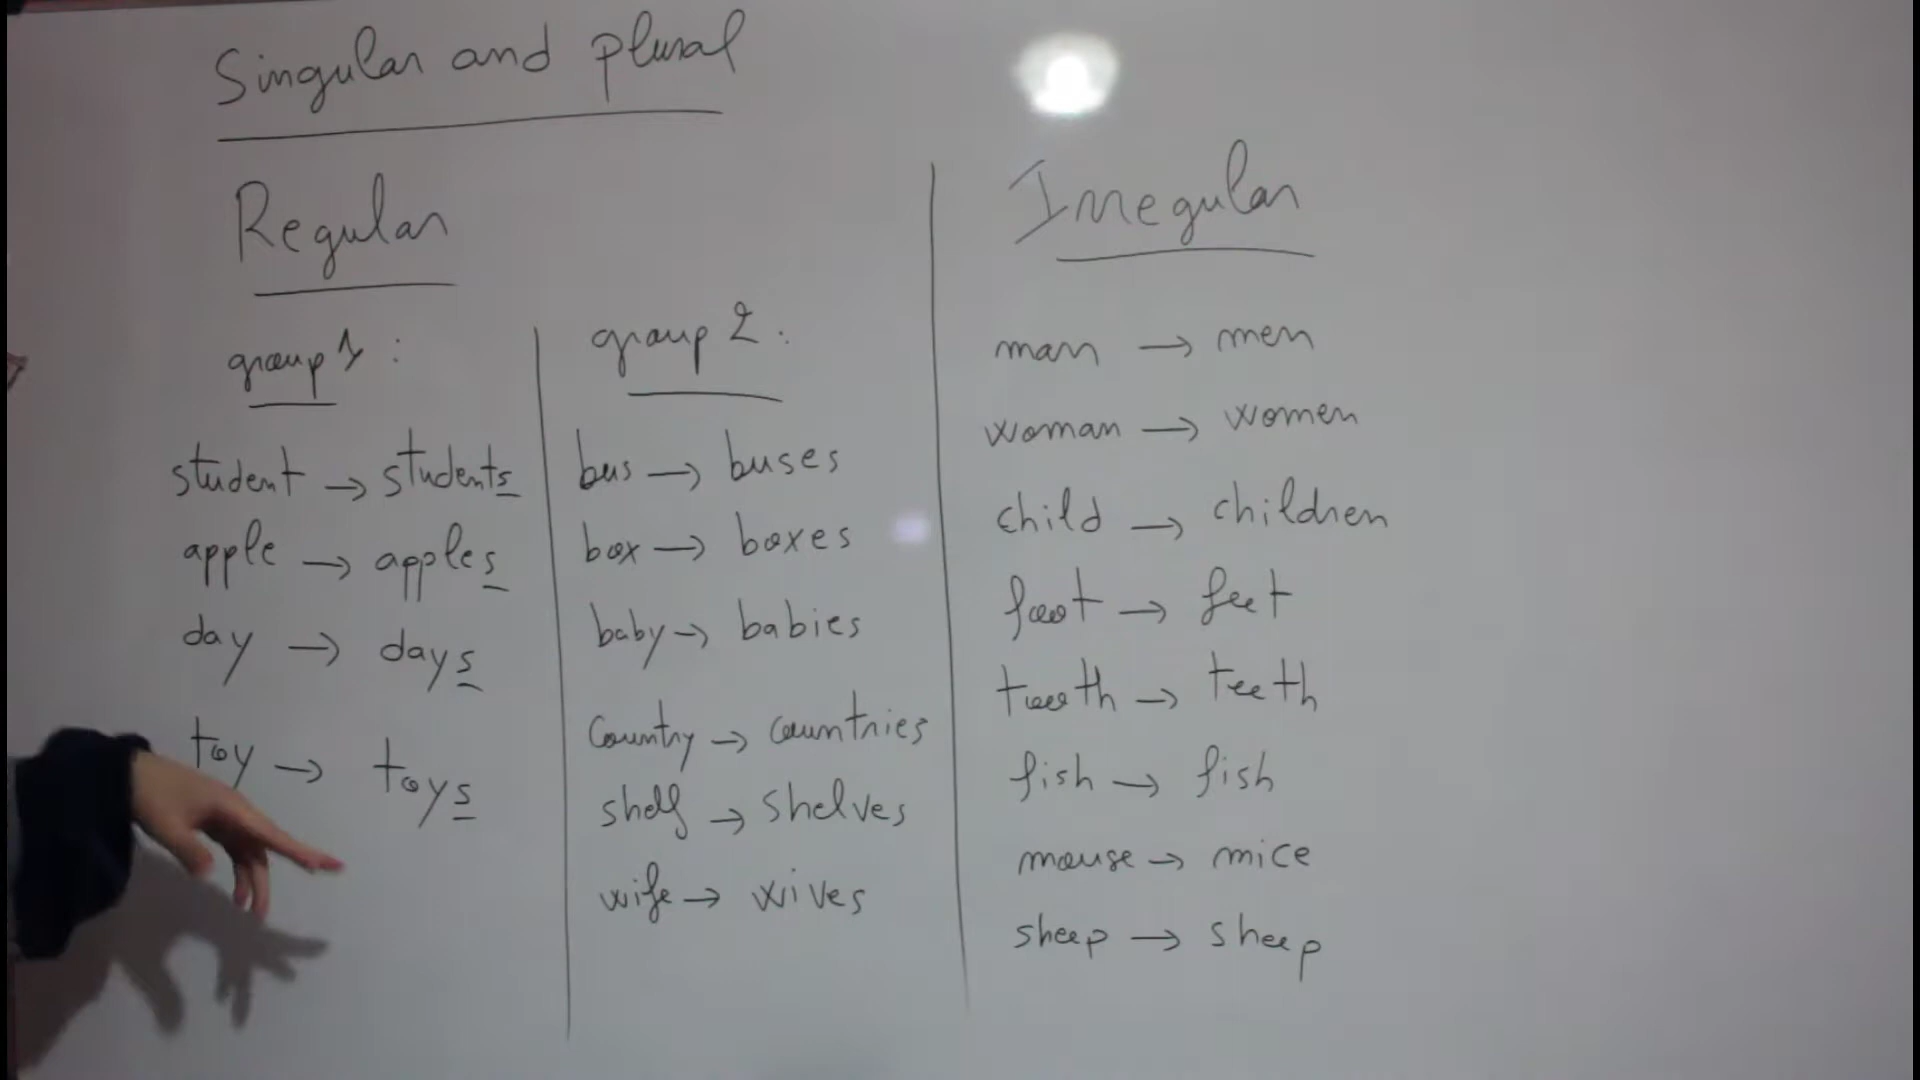 Singular and plural
Regular
group 1 :
student → students
apple → apples
day → days
toy → toys
group 2 :
bus → buses
box → boxes
baby → babies
Country → countries
shelf → shelves
wife → wives
Irregular
man → men
woman → women
child → children
foot → feet
tooth → teeth
fish → fish
mouse → mice
sheep → sheep